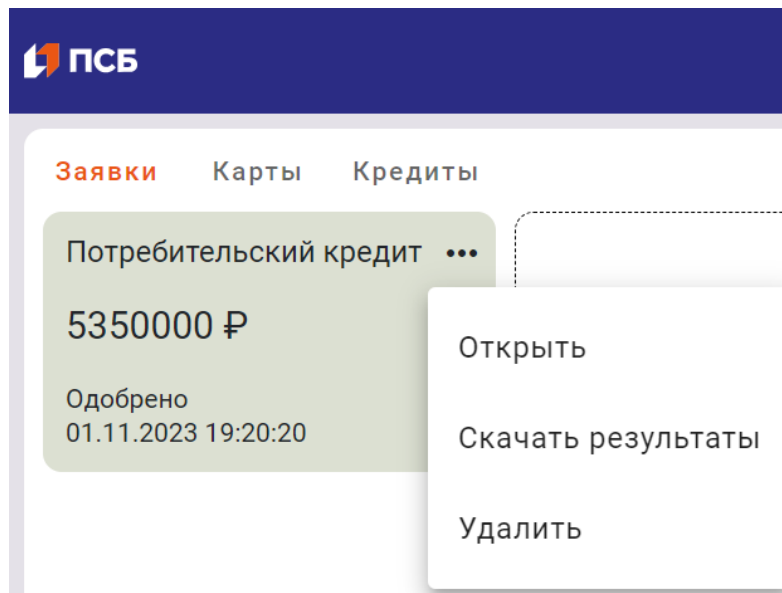 ПСБ
Заявки Карты Кредиты
Потребительский кредит •••
5350000 ₽
Одобрено
01.11.2023 19:20:20
Открыть
Скачать результаты
Удалить